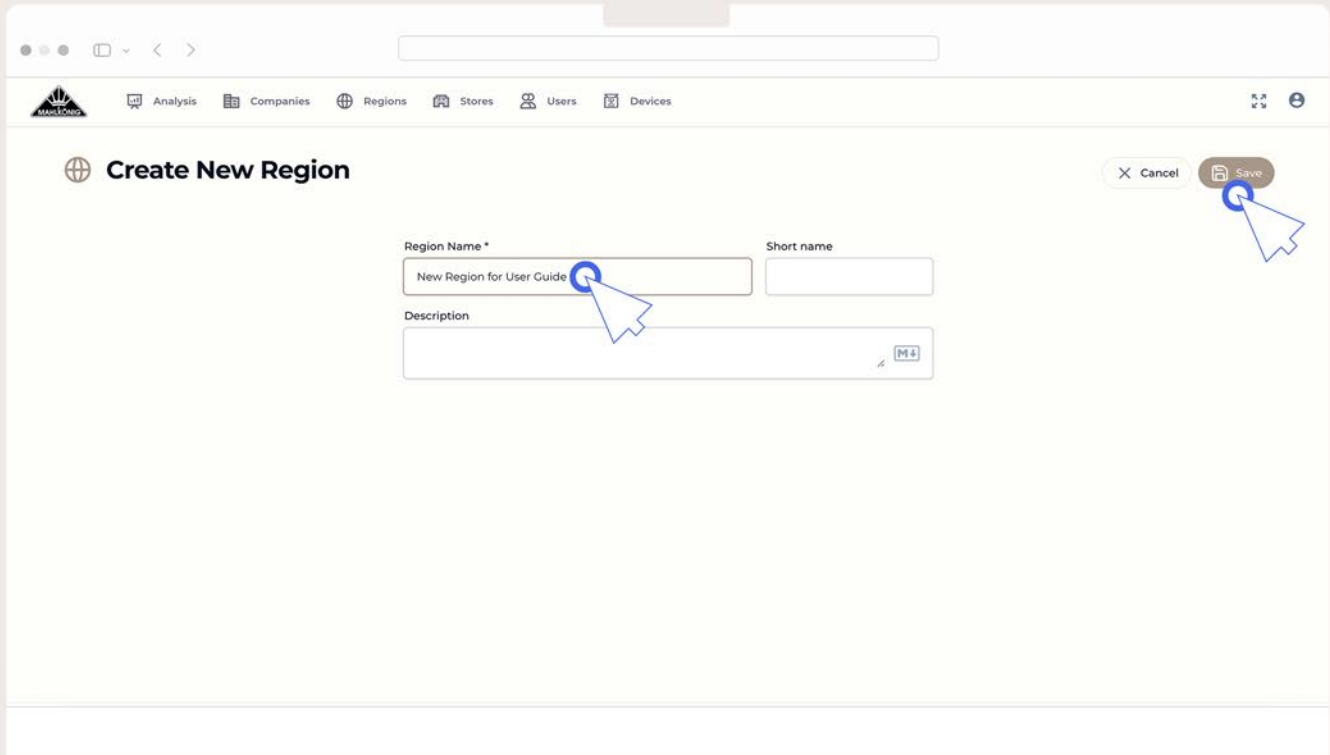 MAHLKÖNIG
Analysis
Companies
Regions
Stores
Users
Devices
Create New Region
Cancel
Save
Region Name *
Short name
New Region for User Guide
Description
M